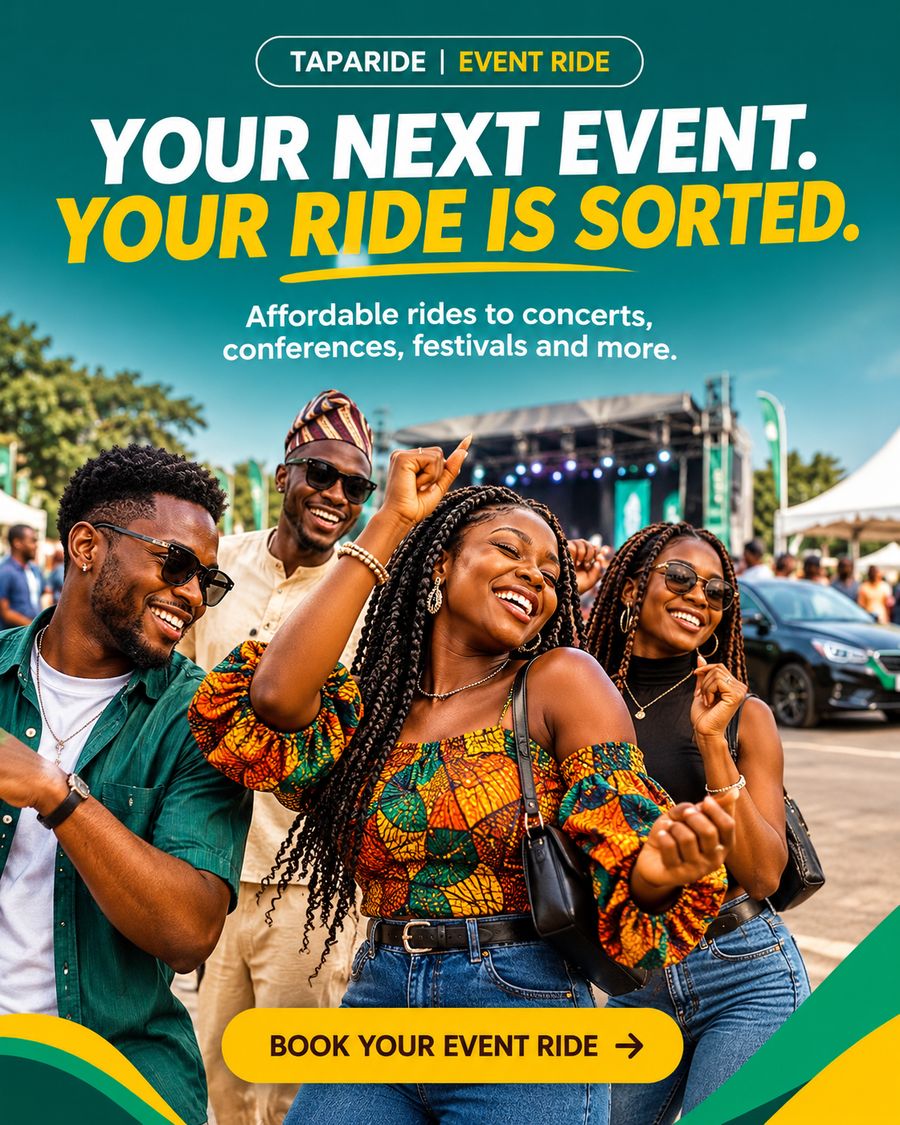 TAPARIDE | EVENT RIDE
YOUR NEXT EVENT.
YOUR RIDE IS SORTED.
Affordable rides to concerts,
conferences, festivals and more.
BOOK YOUR EVENT RIDE →